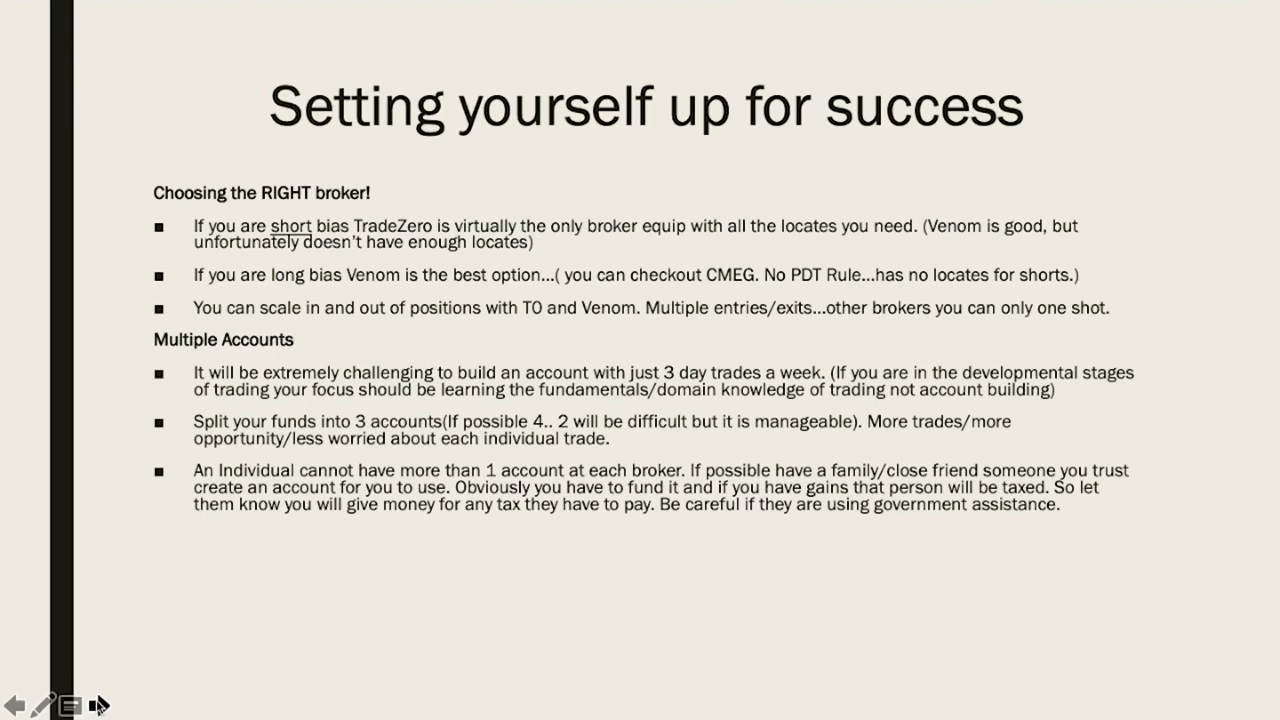 Setting yourself up for success
Choosing the RIGHT broker!
If you are short bias TradeZero is virtually the only broker equip with all the locates you need. (Venom is good, but
unfortunately doesn't have enough locates)
If you are long bias Venom is the best option...( you can checkout CMEG. No PDT Rule...has no locates for shorts.)
You can scale in and out of positions with T0 and Venom. Multiple entries/exits...other brokers you can only one shot.
Multiple Accounts
It will be extremely challenging to build an account with just 3 day trades a week. (If you are in the developmental stages
of trading your focus should be learning the fundamentals/domain knowledge of trading not account building)
Split your funds into 3 accounts(If possible 4.. 2 will be difficult but it is manageable). More trades/more
opportunity/less worried about each individual trade.
An Individual cannot have more than 1 account at each broker. If possible have a family/close friend someone you trust
create an account for you to use. Obviously you have to fund it and if you have gains that person will be taxed. So let
them know you will give money for any tax they have to pay. Be careful if they are using government assistance.